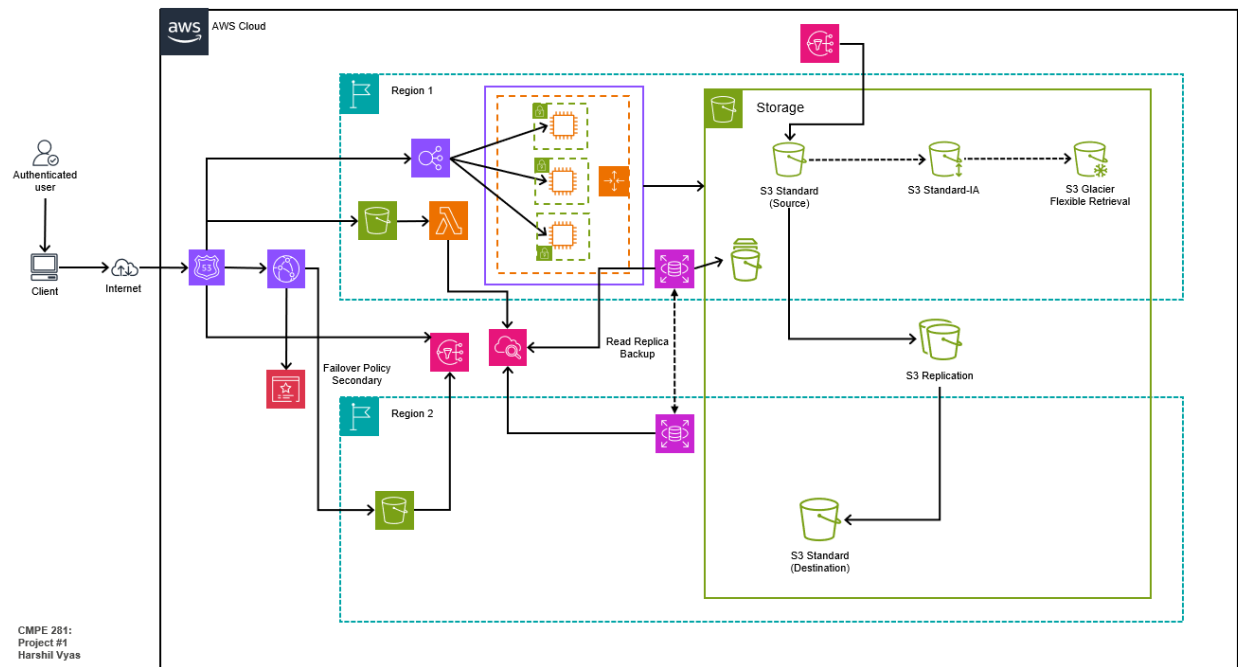 aws
AWS Cloud
Region 1
Storage
Authenticated
user
S3 Standard
(Source)
S3 Standard-IA
S3 Glacier
Flexible Retrieval
53
Client
Internet
Read Replica
Backup
Failover Policy
Secondary
S3 Replication
Region 2
S3 Standard
(Destination)
CMPE 281:
Project #1
Harshil Vyas